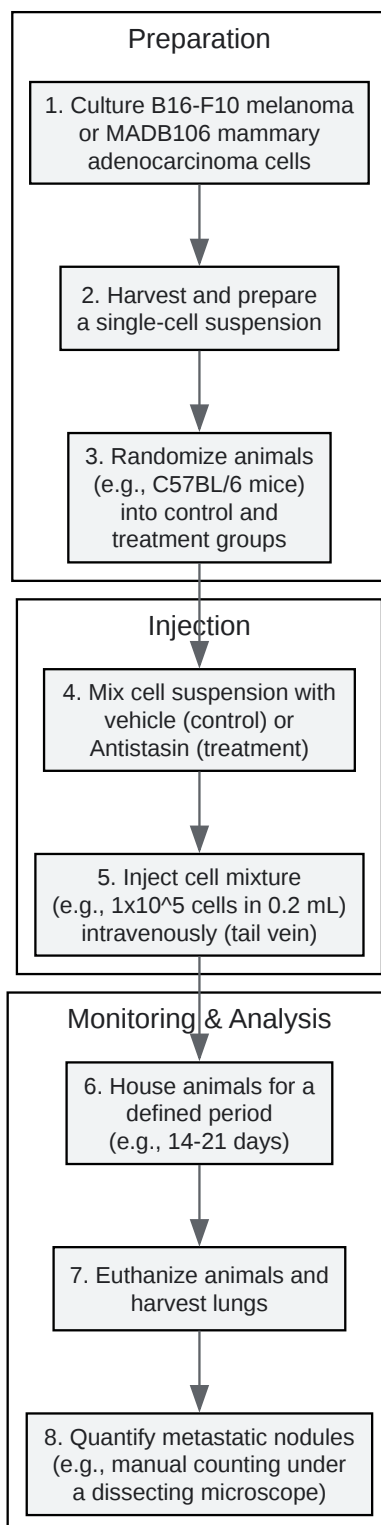 Preparation
1. Culture B16-F10 melanoma
or MADB106 mammary
adenocarcinoma cells
2. Harvest and prepare
a single-cell suspension
3. Randomize animals
(e.g., C57BL/6 mice)
into control and
treatment groups
Injection
4. Mix cell suspension with
vehicle (control) or
Antistasin (treatment)
5. Inject cell mixture
(e.g., 1x10^5 cells in 0.2 mL)
intravenously (tail vein)
Monitoring & Analysis
6. House animals for a
defined period
(e.g., 14-21 days)
7. Euthanize animals and
harvest lungs
8. Quantify metastatic nodules
(e.g., manual counting under
a dissecting microscope)